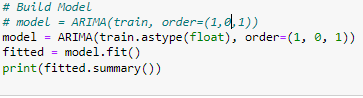 # Build Model
# model = ARIMA(train, order=(1,0,1))
model = ARIMA(train.astype(float), order=(1, 0, 1))
fitted = model.fit()
print(fitted.summary())